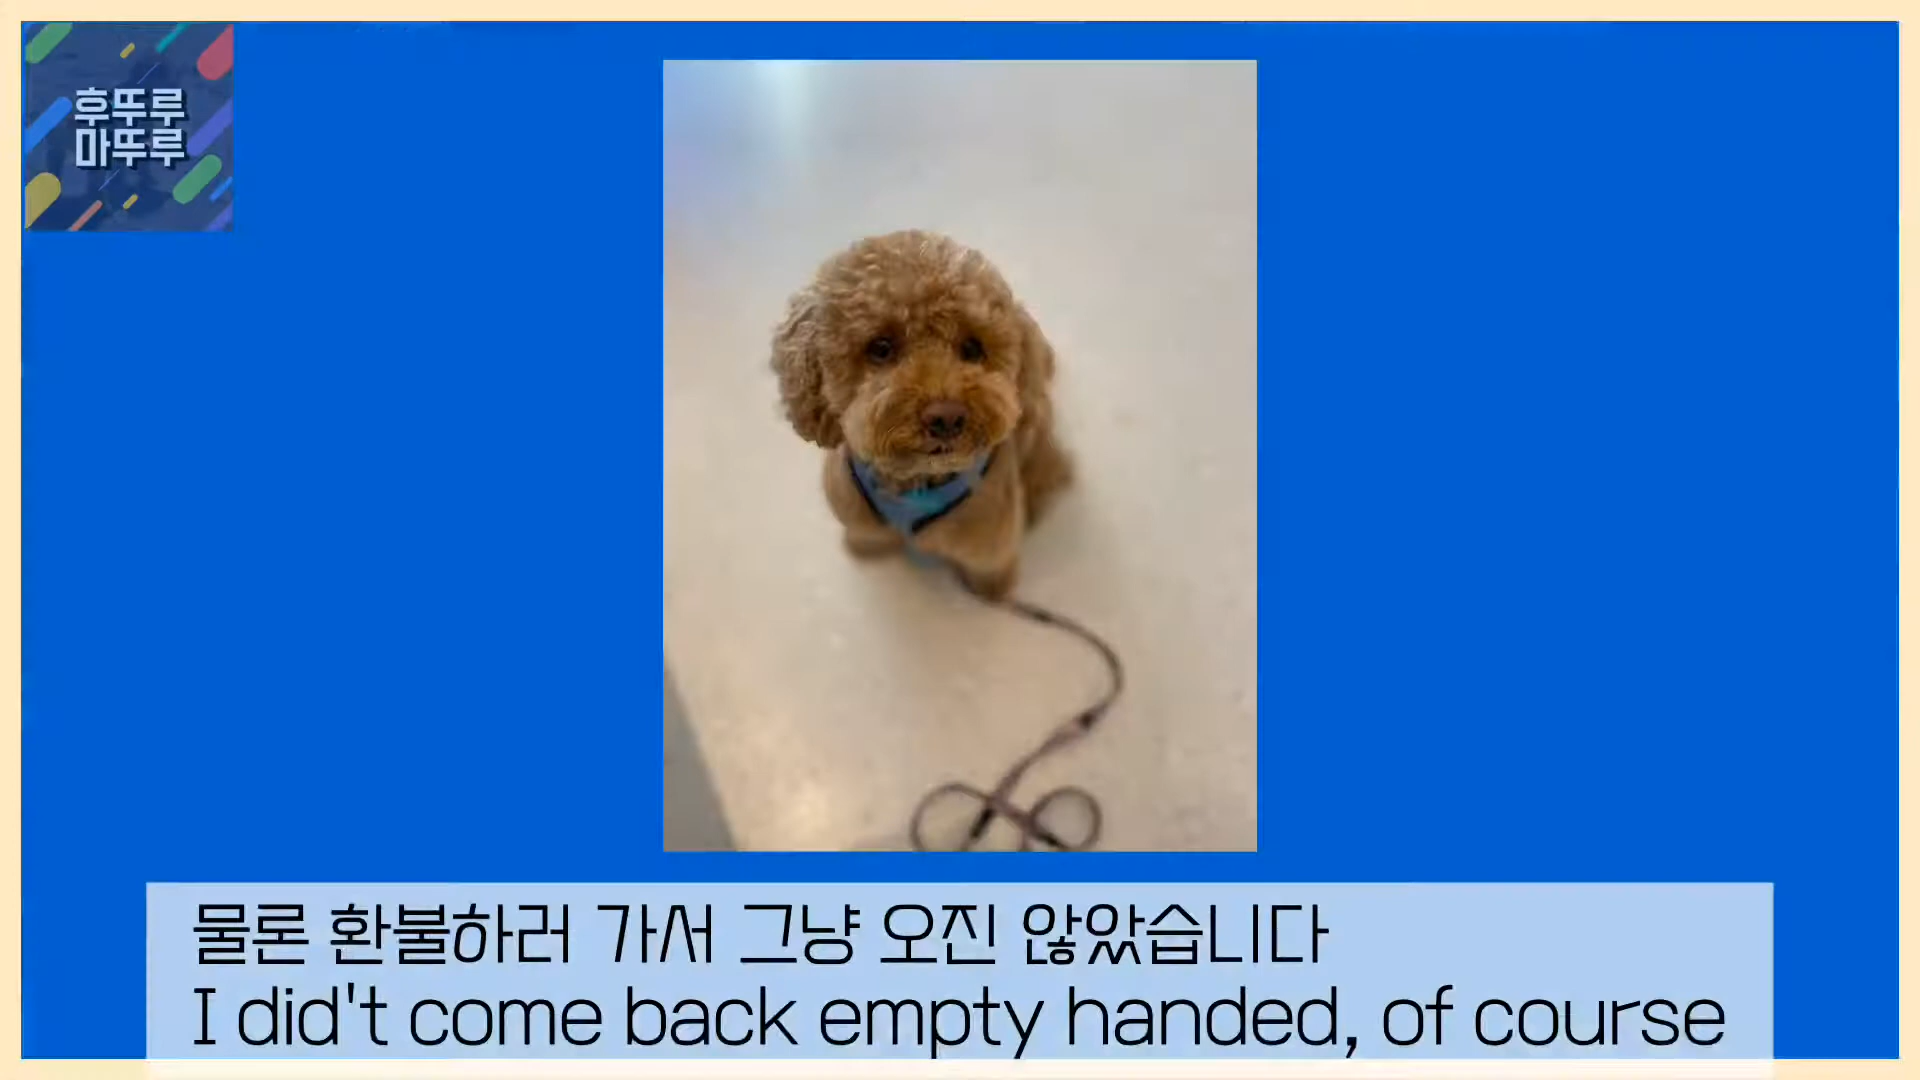 후뚜루
마뚜루
물론 환불하러 가서 그냥 오진 않았습니다
I did't come back empty handed, of course